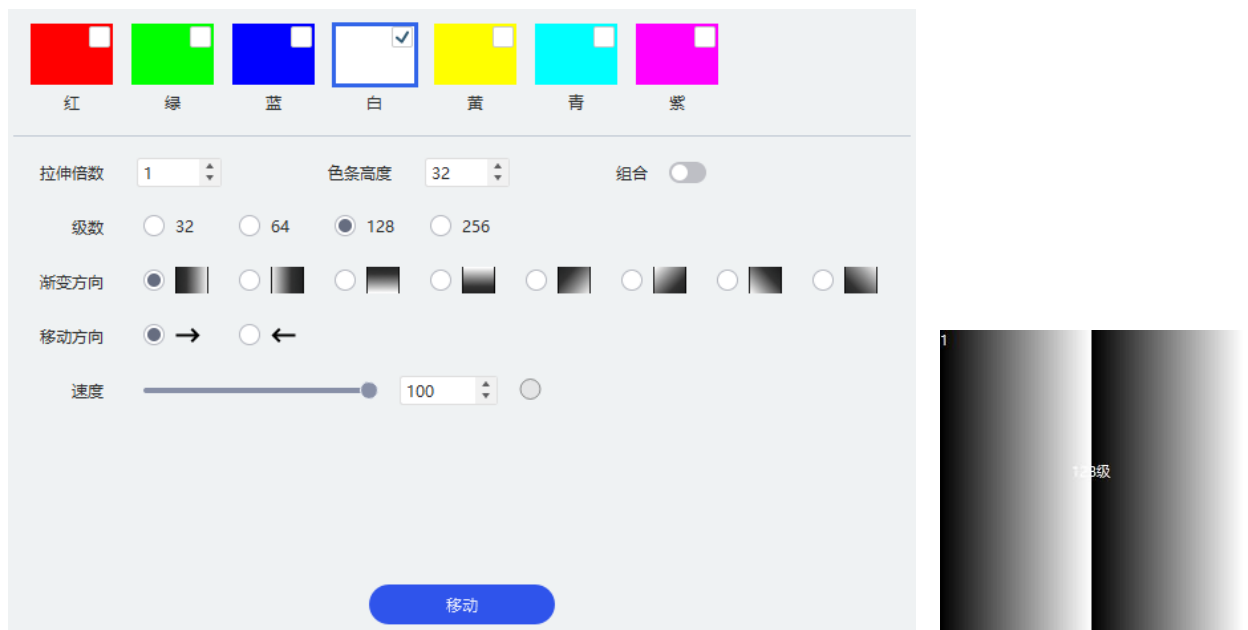 红 绿 蓝 白 黄 青 紫
拉伸倍数 1 色条高度 32 组合
级数 32 64 128 256
渐变方向
移动方向
速度 100
移动
1
128级